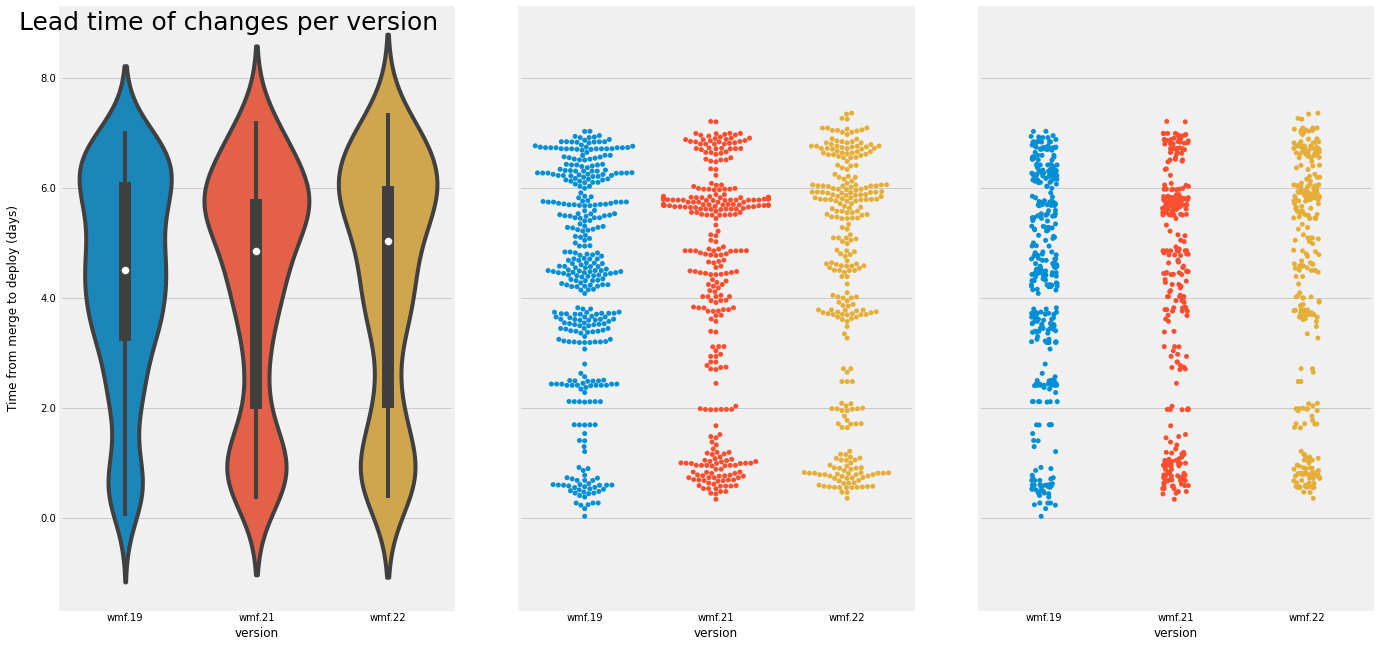 Lead time of changes per version
Time from merge to deploy (days)
8.0
6.0
4.0
2.0
0.0
wmf.19 wmf.21 wmf.22
version
wmf.19 wmf.21 wmf.22
version
wmf.19 wmf.21 wmf.22
version